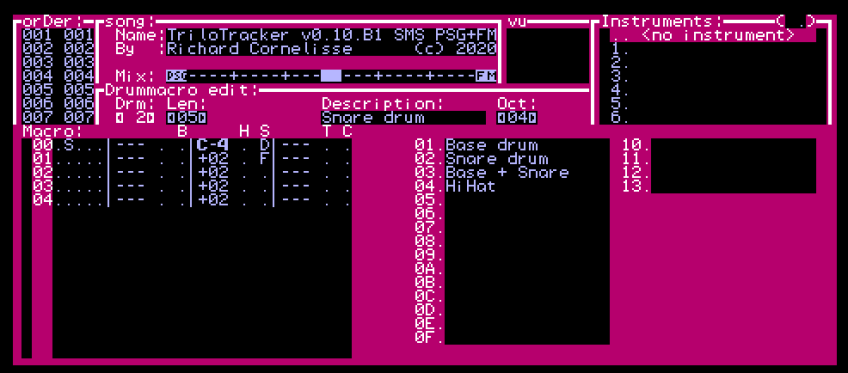 orDer: song: vu Instruments:
001 001 Name:TriloTracker v0.10.B1 SMS PSG+FM .. <no instrument>
002 002 By :Richard Cornelisse (c) 2020 1.
003 003 2.
004 004 Mix: PSG----+----+--- ---+----+----FM 3.
005 005 Drummacro edit: 4.
006 006 Drm: Len: Description: Oct: 5.
007 007 2 050 Snare drum 040 6.
Macro: B H S T C
00.S...|--- . .|C-4 . D|--- . . 01.Base drum 10.
01.....|--- . .|+02 . F|--- . . 02.Snare drum 11.
02.....|--- . .|+02 . .|--- . . 03.Base + Snare 12.
03.....|--- . .|+02 . .|--- . . 04.HiHat 13.
04.....|--- . .|+02 . .|--- . . 05.
06.
07.
08.
09.
0A.
0B.
0C.
0D.
0E.
0F.